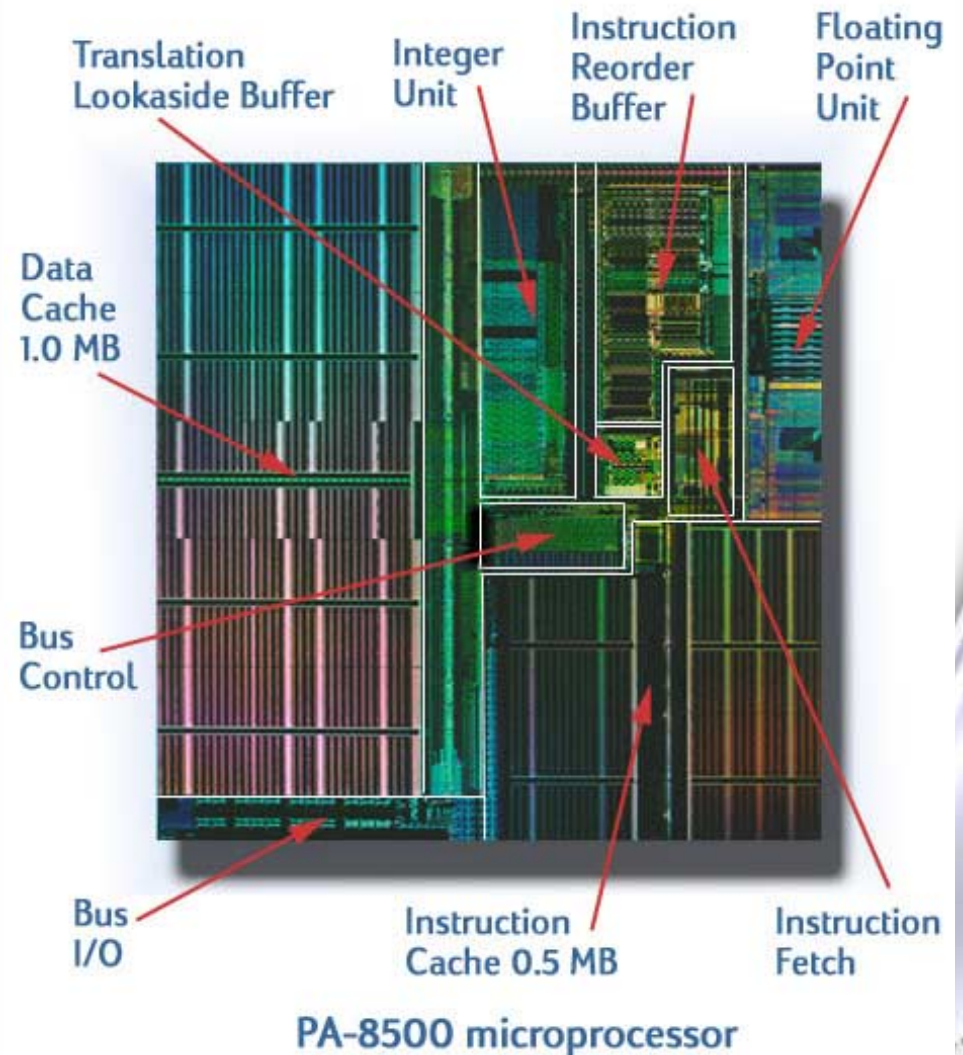 Translation
Lookaside Buffer
Integer
Unit
Instruction
Reorder
Buffer
Floating
Point
Unit
Data
Cache
1.0 MB
Bus
Control
Bus
I/O
Instruction
Cache 0.5 MB
Instruction
Fetch
PA-8500 microprocessor